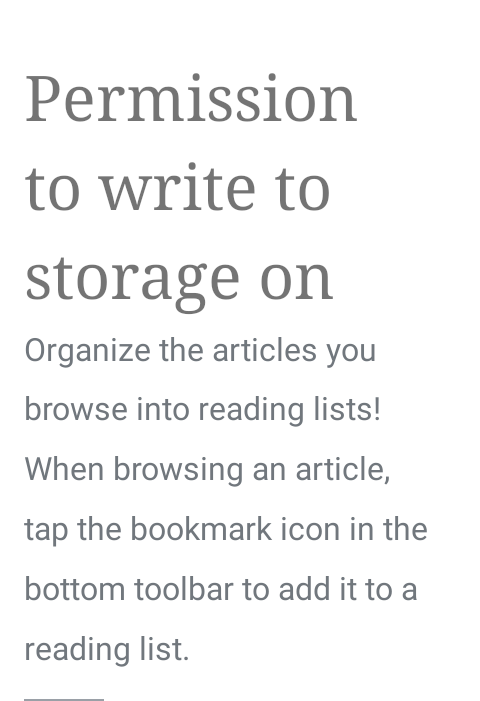 Permission
to write to
storage on
Organize the articles you
browse into reading lists!
When browsing an article,
tap the bookmark icon in the
bottom toolbar to add it to a
reading list.